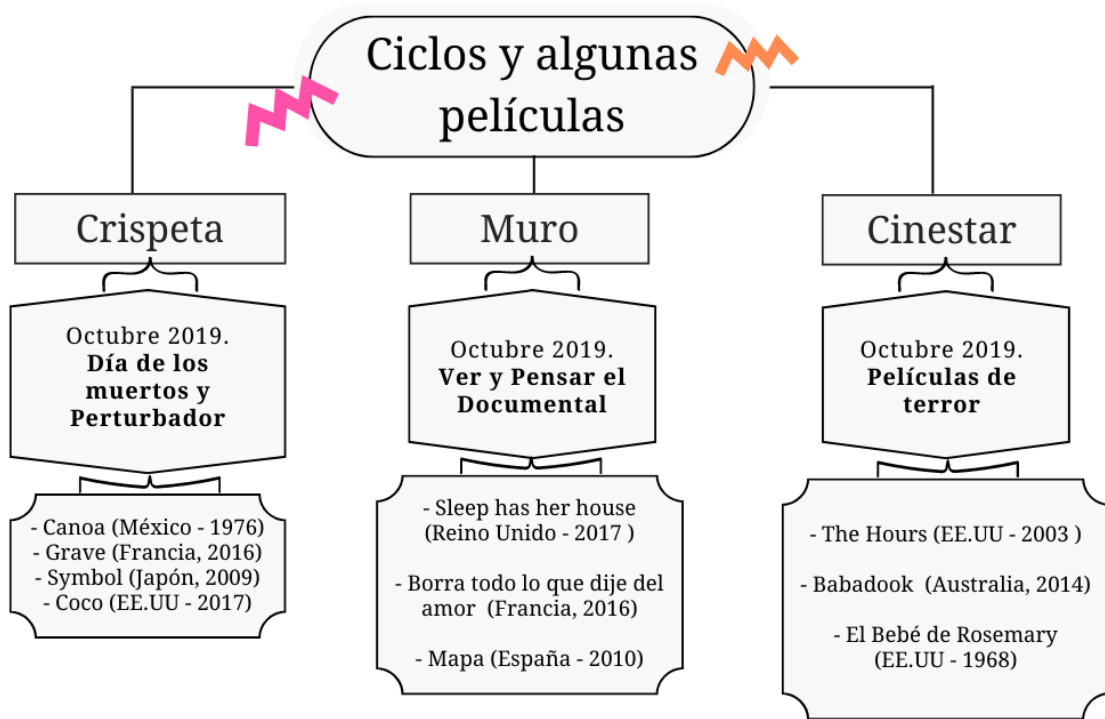 Ciclos y algunas
películas
Crispeta
Octubre 2019.
Día de los
muertos y
Perturbador
- Canoa (México - 1976)
- Grave (Francia, 2016)
- Symbol (Japón, 2009)
- Coco (EE.UU - 2017)
Muro
Octubre 2019.
Ver y Pensar el
Documental
- Sleep has her house
(Reino Unido - 2017 )
- Borra todo lo que dije del
amor (Francia, 2016)
- Mapa (España - 2010)
Cinestar
Octubre 2019.
Películas de
terror
- The Hours (EE.UU - 2003 )
- Babadook (Australia, 2014)
- El Bebé de Rosemary
(EE.UU - 1968)